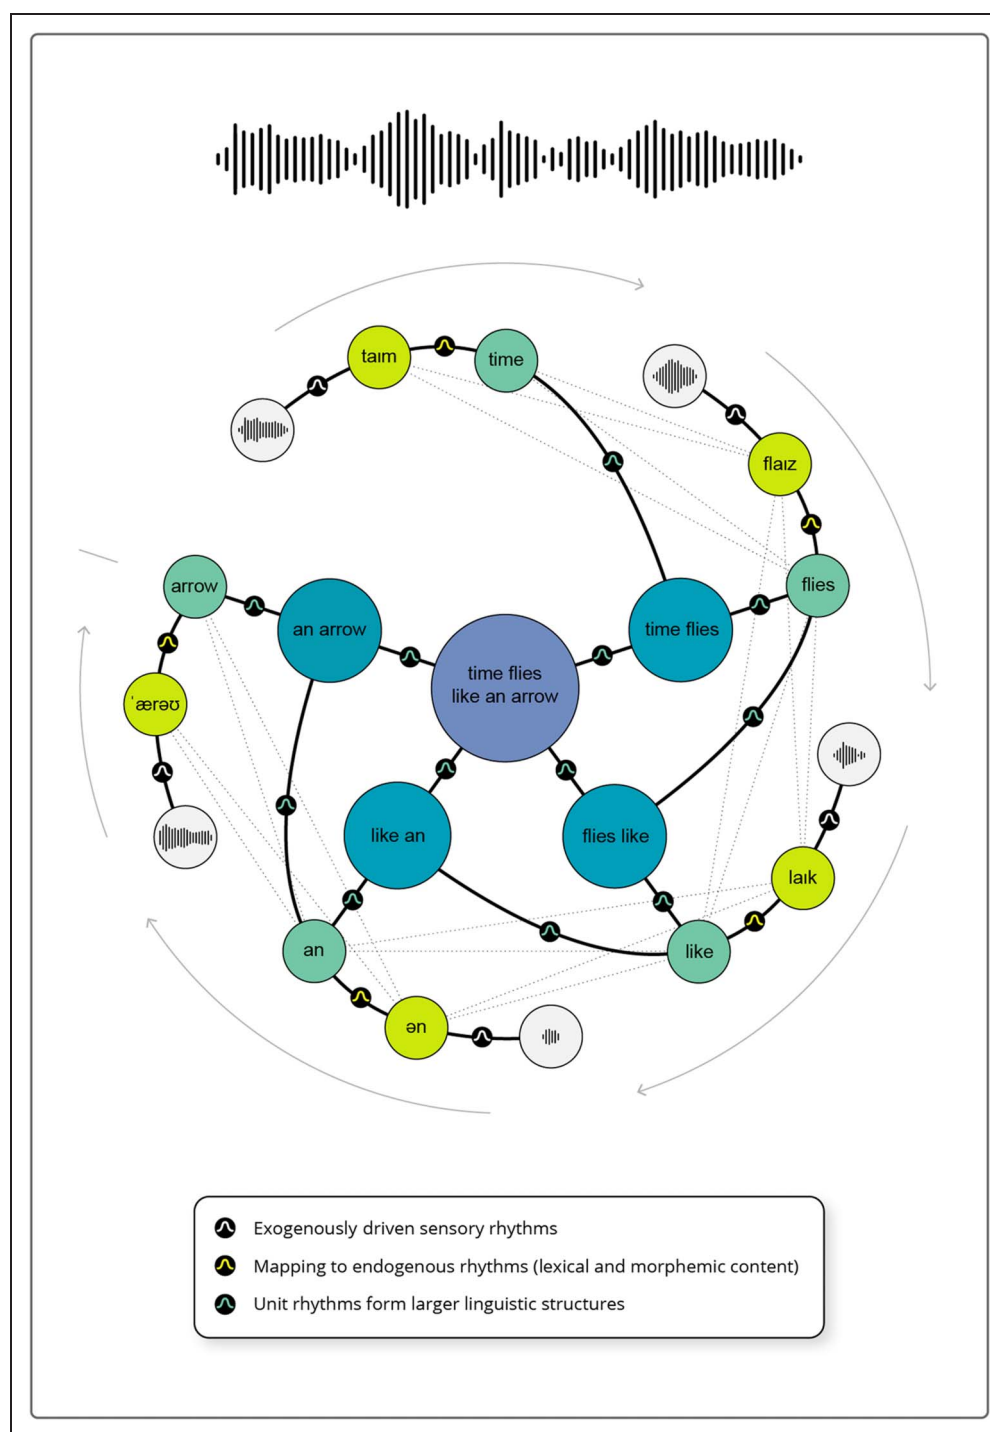 taɪm
time
flaɪz
flies
arrow
an arrow
time flies
time flies
like an arrow
ˈærəʊ
like an
flies like
laɪk
an
like
ən
Exogenously driven sensory rhythms
Mapping to endogenous rhythms (lexical and morphemic content)
Unit rhythms form larger linguistic structures